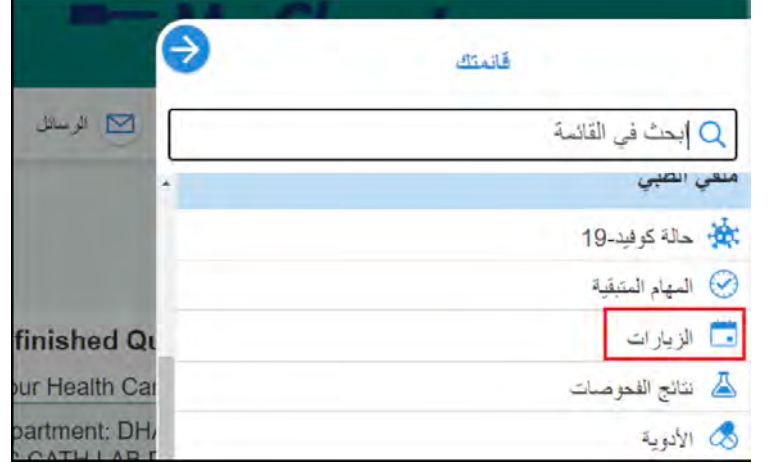 قائمتك
الرسائل
إبحث في القائمة
ملفي الطبي
حالة كوفيد-19
المهام المتبقية
الزيارات
نتائج الفحوصات
الأدوية
finished Qu
our Health Car
partment: DHA
CATH LAB